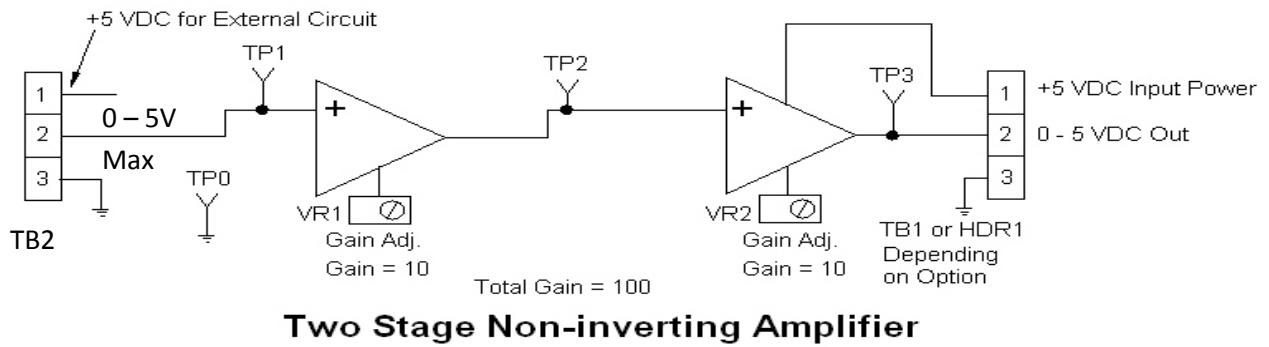 +5 VDC for External Circuit
TP1
TP2
TP3
1
2
3
0 – 5V
Max
TP0
TB2
+
VR1
Gain Adj.
Gain = 10
+
VR2
Gain Adj.
Gain = 10
1
2
3
+5 VDC Input Power
0 - 5 VDC Out
TB1 or HDR1
Depending
on Option
Total Gain = 100
Two Stage Non-inverting Amplifier